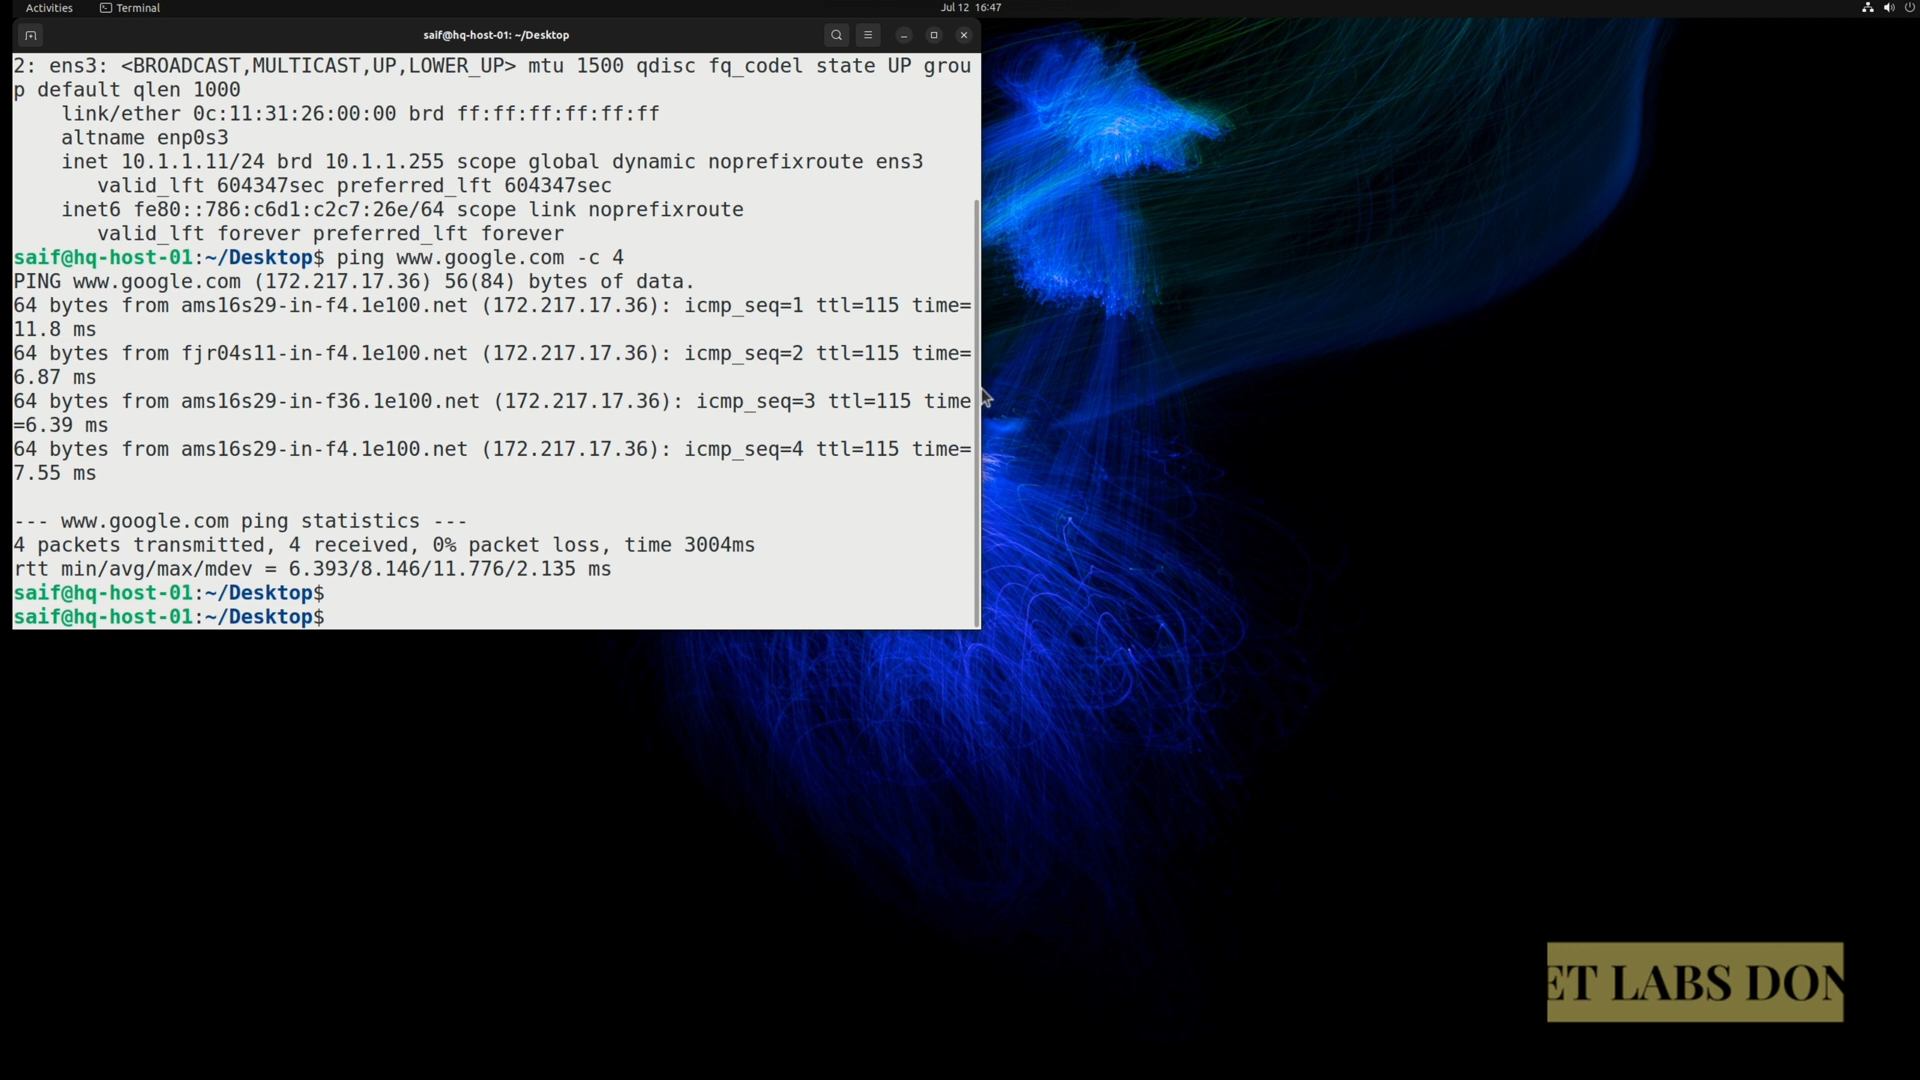 Activities Terminal Jul 12 16:47
saif@hq-host-01: ~/Desktop
2: ens3: <BROADCAST,MULTICAST,UP,LOWER_UP> mtu 1500 qdisc fq_codel state UP grou
p default qlen 1000
link/ether 0c:11:31:26:00:00 brd ff:ff:ff:ff:ff:ff
altname enp0s3
inet 10.1.1.11/24 brd 10.1.1.255 scope global dynamic noprefixroute ens3
valid_lft 604347sec preferred_lft 604347sec
inet6 fe80::786:c6d1:c2c7:26e/64 scope link noprefixroute
valid_lft forever preferred_lft forever
saif@hq-host-01:~/Desktop$ ping www.google.com -c 4
PING www.google.com (172.217.17.36) 56(84) bytes of data.
64 bytes from ams16s29-in-f4.1e100.net (172.217.17.36): icmp_seq=1 ttl=115 time=
11.8 ms
64 bytes from fjr04s11-in-f4.1e100.net (172.217.17.36): icmp_seq=2 ttl=115 time=
6.87 ms
64 bytes from ams16s29-in-f36.1e100.net (172.217.17.36): icmp_seq=3 ttl=115 time
=6.39 ms
64 bytes from ams16s29-in-f4.1e100.net (172.217.17.36): icmp_seq=4 ttl=115 time=
7.55 ms
--- www.google.com ping statistics ---
4 packets transmitted, 4 received, 0% packet loss, time 3004ms
rtt min/avg/max/mdev = 6.393/8.146/11.776/2.135 ms
saif@hq-host-01:~/Desktop$
saif@hq-host-01:~/Desktop$
ET LABS DON